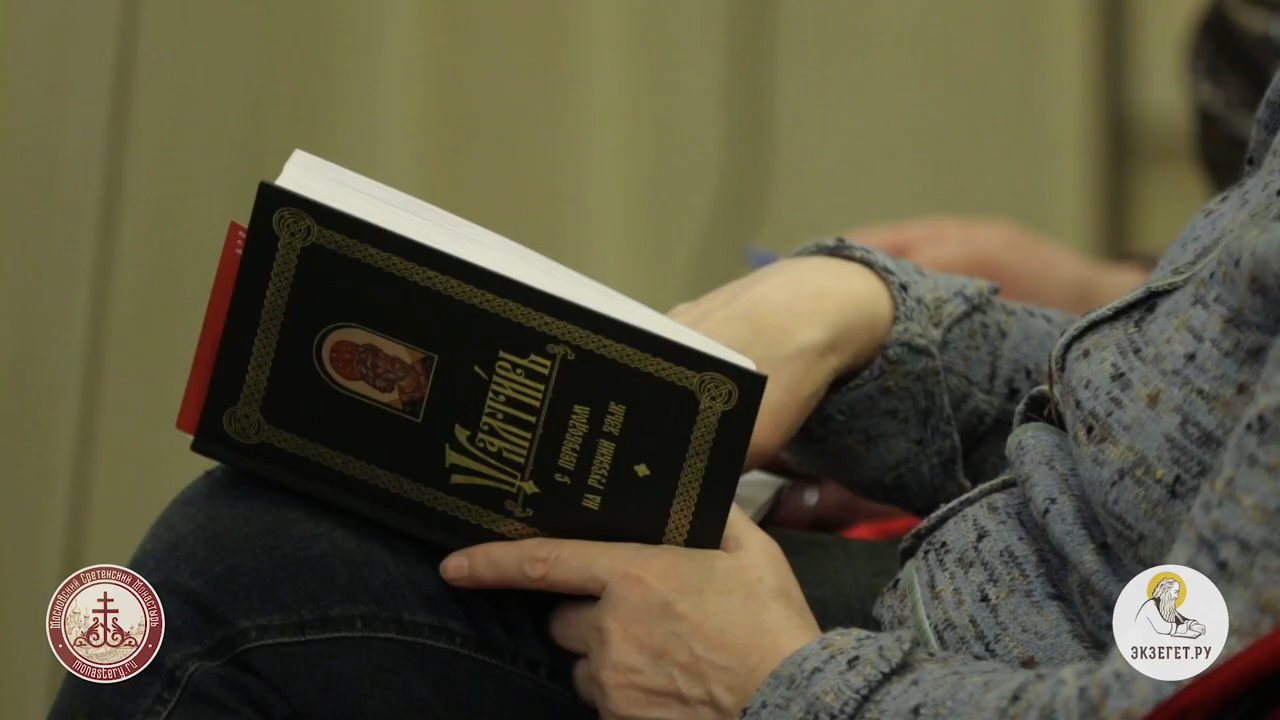 Ѱалти́рь
с переводом
на русский язык
Московский Сретенский Монастырь
monastery.ru
ЭКЗЕГЕТ.РУ